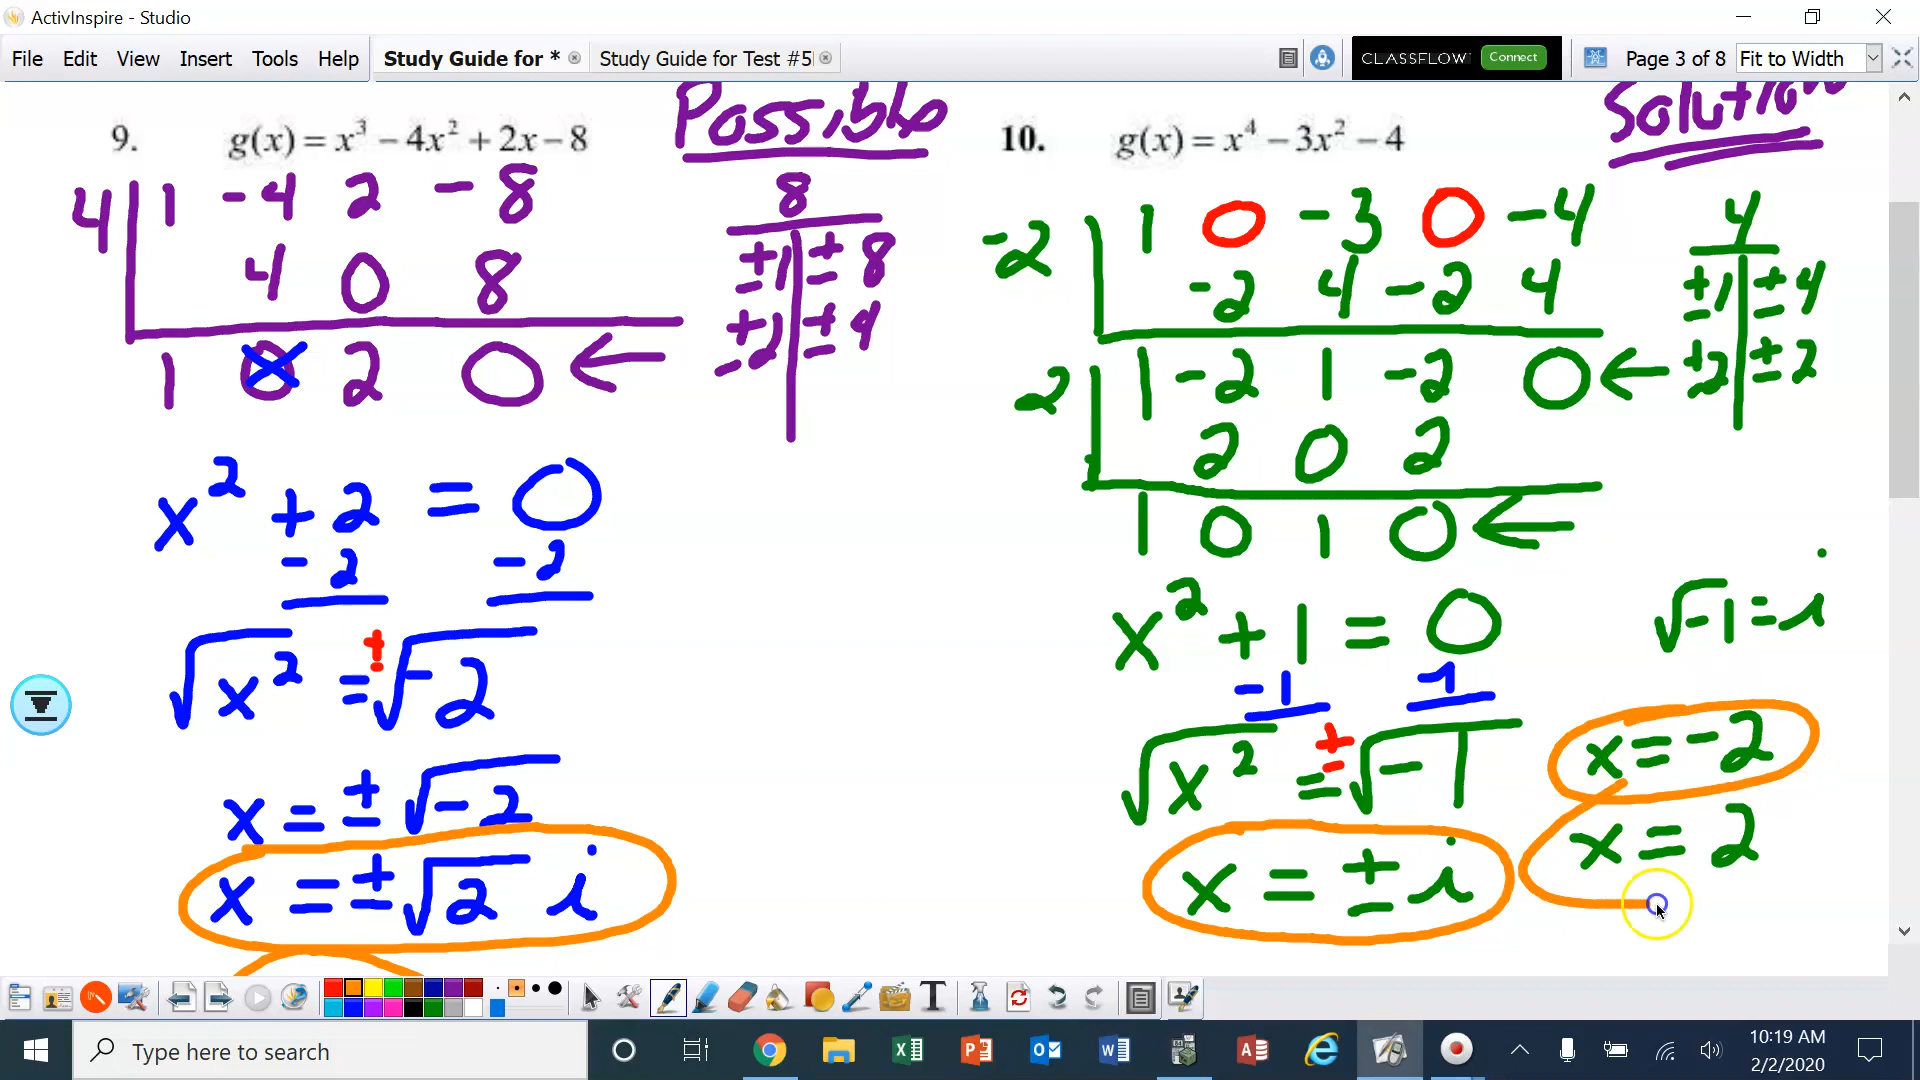 ActivInspire - Studio
File Edit View Insert Tools Help Study Guide for * Study Guide for Test #5 CLASSFLOW Connect Page 3 of 8 Fit to Width
Possible
9. g(x) = x³ − 4x² + 2x − 8
4 1 -4 2 -8
4 0 8
1 0 2 0 ←
8
±1 ±8
±2 ±4
x² + 2 = 0
-2 -2
√x² = ±√-2
x = ±√-2
x = ±√2 i
Solution
10. g(x) = x⁴ − 3x² − 4
-2 1 0 -3 0 -4
-2 4 -2 4
1 -2 1 -2 0 ←
2
2 0 2
1 0 1 0 ←
4
±1 ±4
±2 ±2
x² + 1 = 0
-1 -1
√x² = ±√-1
x = ±i
√-1 = i
x = -2
x = 2
Type here to search
10:19 AM
2/2/2020